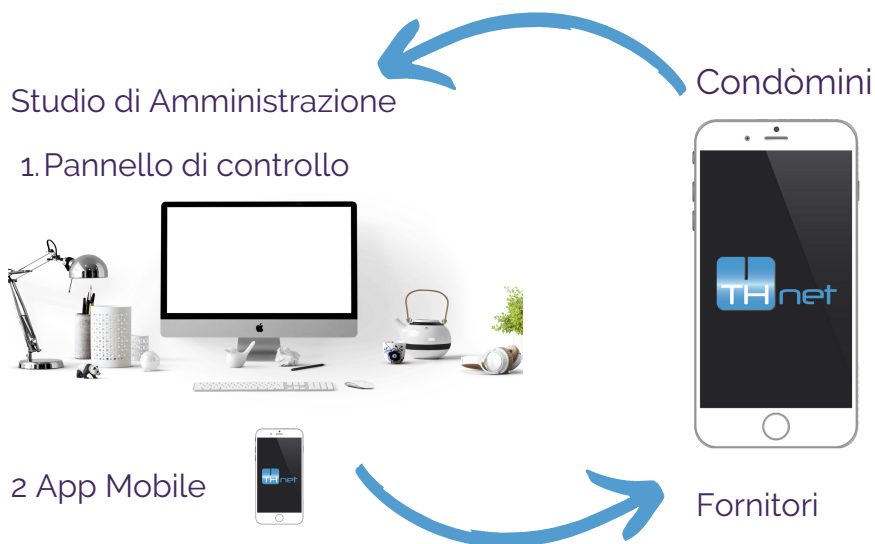 Studio di Amministrazione
1.Pannello di controllo
2 App Mobile
TH net
Condòmini
TH net
Fornitori